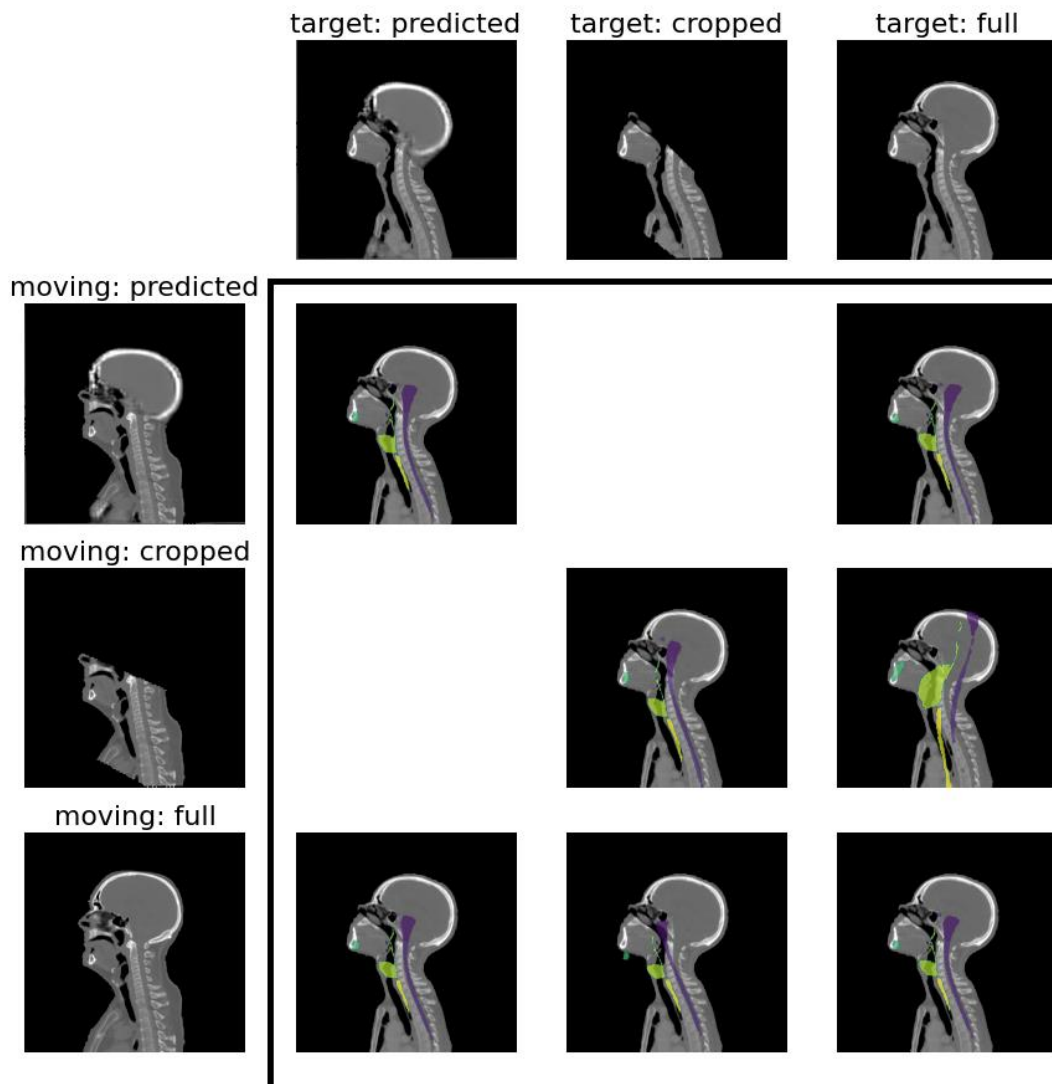 target: predicted
target: cropped
target: full
moving: predicted
moving: cropped
moving: full